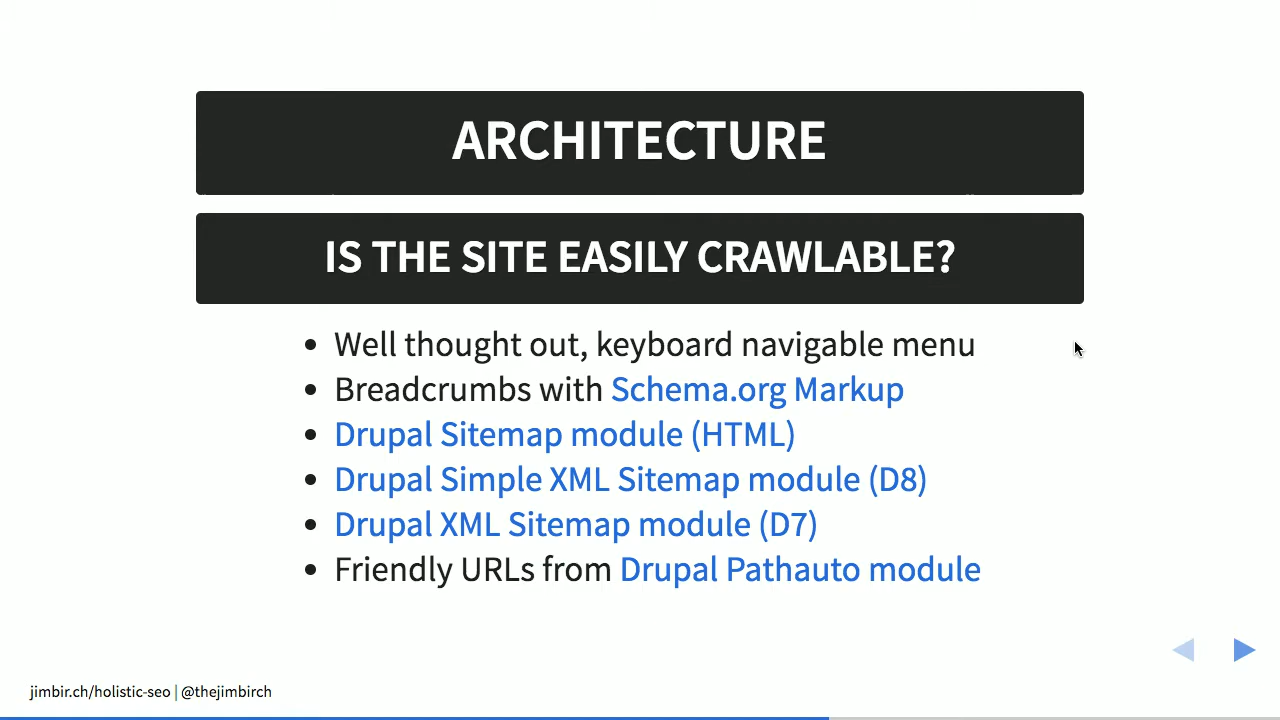 ARCHITECTURE
IS THE SITE EASILY CRAWLABLE?
Well thought out, keyboard navigable menu
Breadcrumbs with Schema.org Markup
Drupal Sitemap module (HTML)
Drupal Simple XML Sitemap module (D8)
Drupal XML Sitemap module (D7)
Friendly URLs from Drupal Pathauto module
jimbir.ch/holistic-seo | @thejimbirch